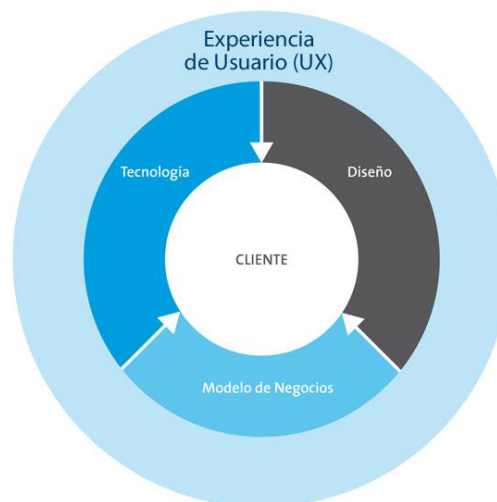 Experiencia
de Usuario (UX)
Tecnología
Diseño
CLIENTE
Modelo de Negocios